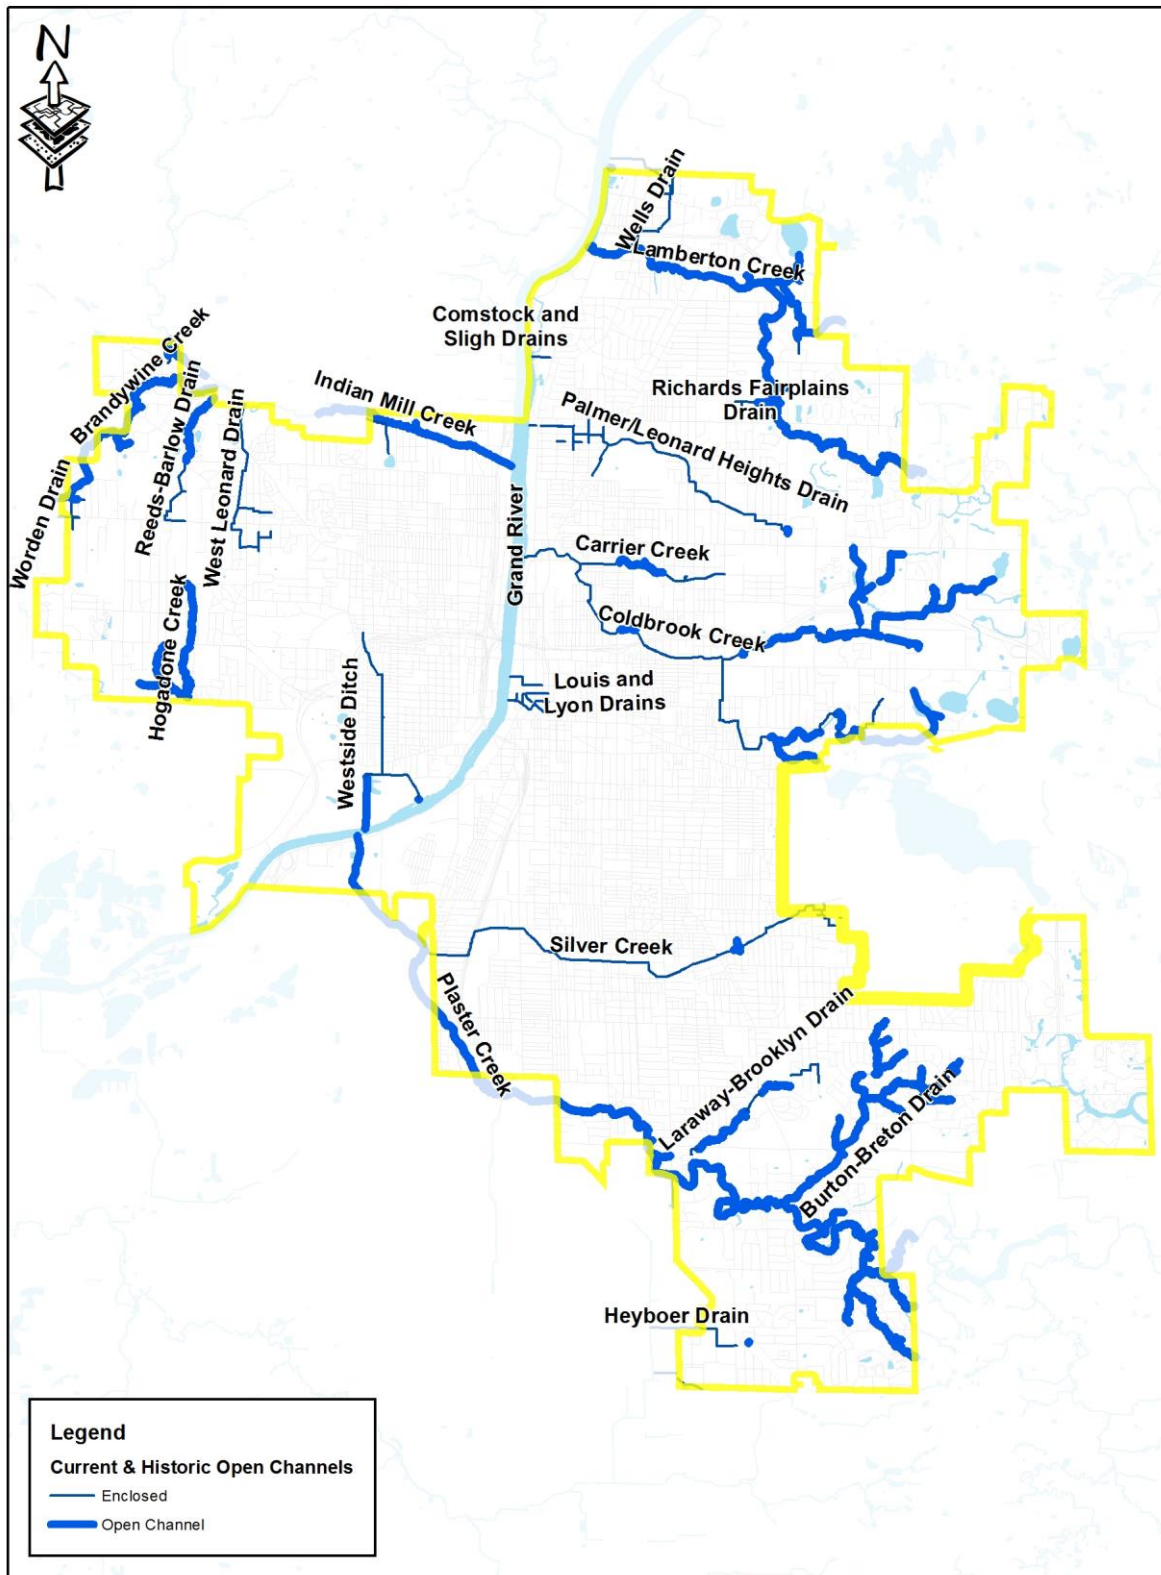 N
Wells Drain
Lamberton Creek
Comstock and
Sligh Drains
Brandywine Creek
Indian Mill Creek
Richards Fairplains
Drain
Palmer/Leonard Heights Drain
Reeds-Barlow Drain
West Leonard Drain
Worden Drain
Grand River
Carrier Creek
Coldbrook Creek
Hogadone Creek
Westside Ditch
Louis and
Lyon Drains
Silver Creek
Plaster Creek
Laraway-Brooklyn Drain
Burton-Breton Drain
Heyboer Drain
Legend
Current & Historic Open Channels
Enclosed
Open Channel